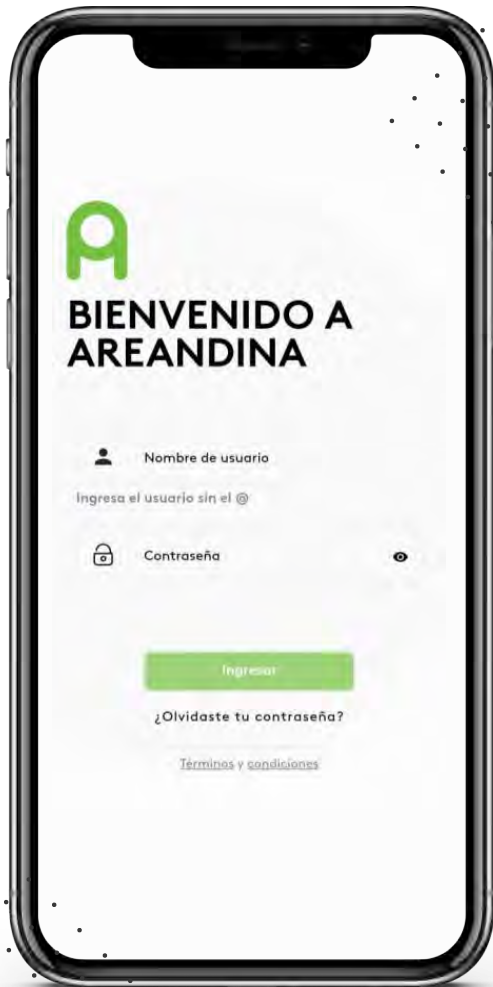 BIENVENIDO A
AREANDINA
Nombre de usuario
Ingresa el usuario sin el @
Contraseña
Ingresar
¿Olvidaste tu contraseña?
Términos y condiciones